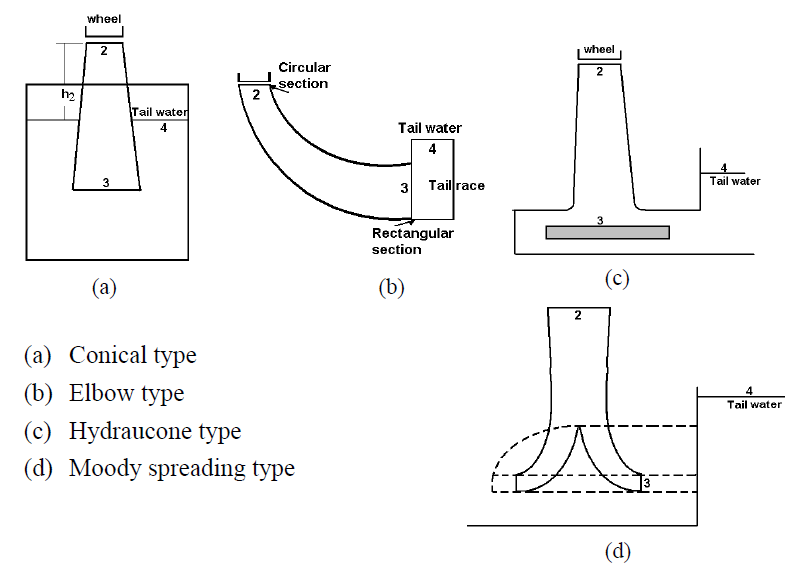 wheel
2
h2
Tail water
4
3
(a)
Circular
section
2
Tail water
4
3 Tail race
Rectangular
section
(b)
wheel
2
4
Tail water
3
(c)
(a) Conical type
(b) Elbow type
(c) Hydraucone type
(d) Moody spreading type
2
4
Tail water
3
(d)